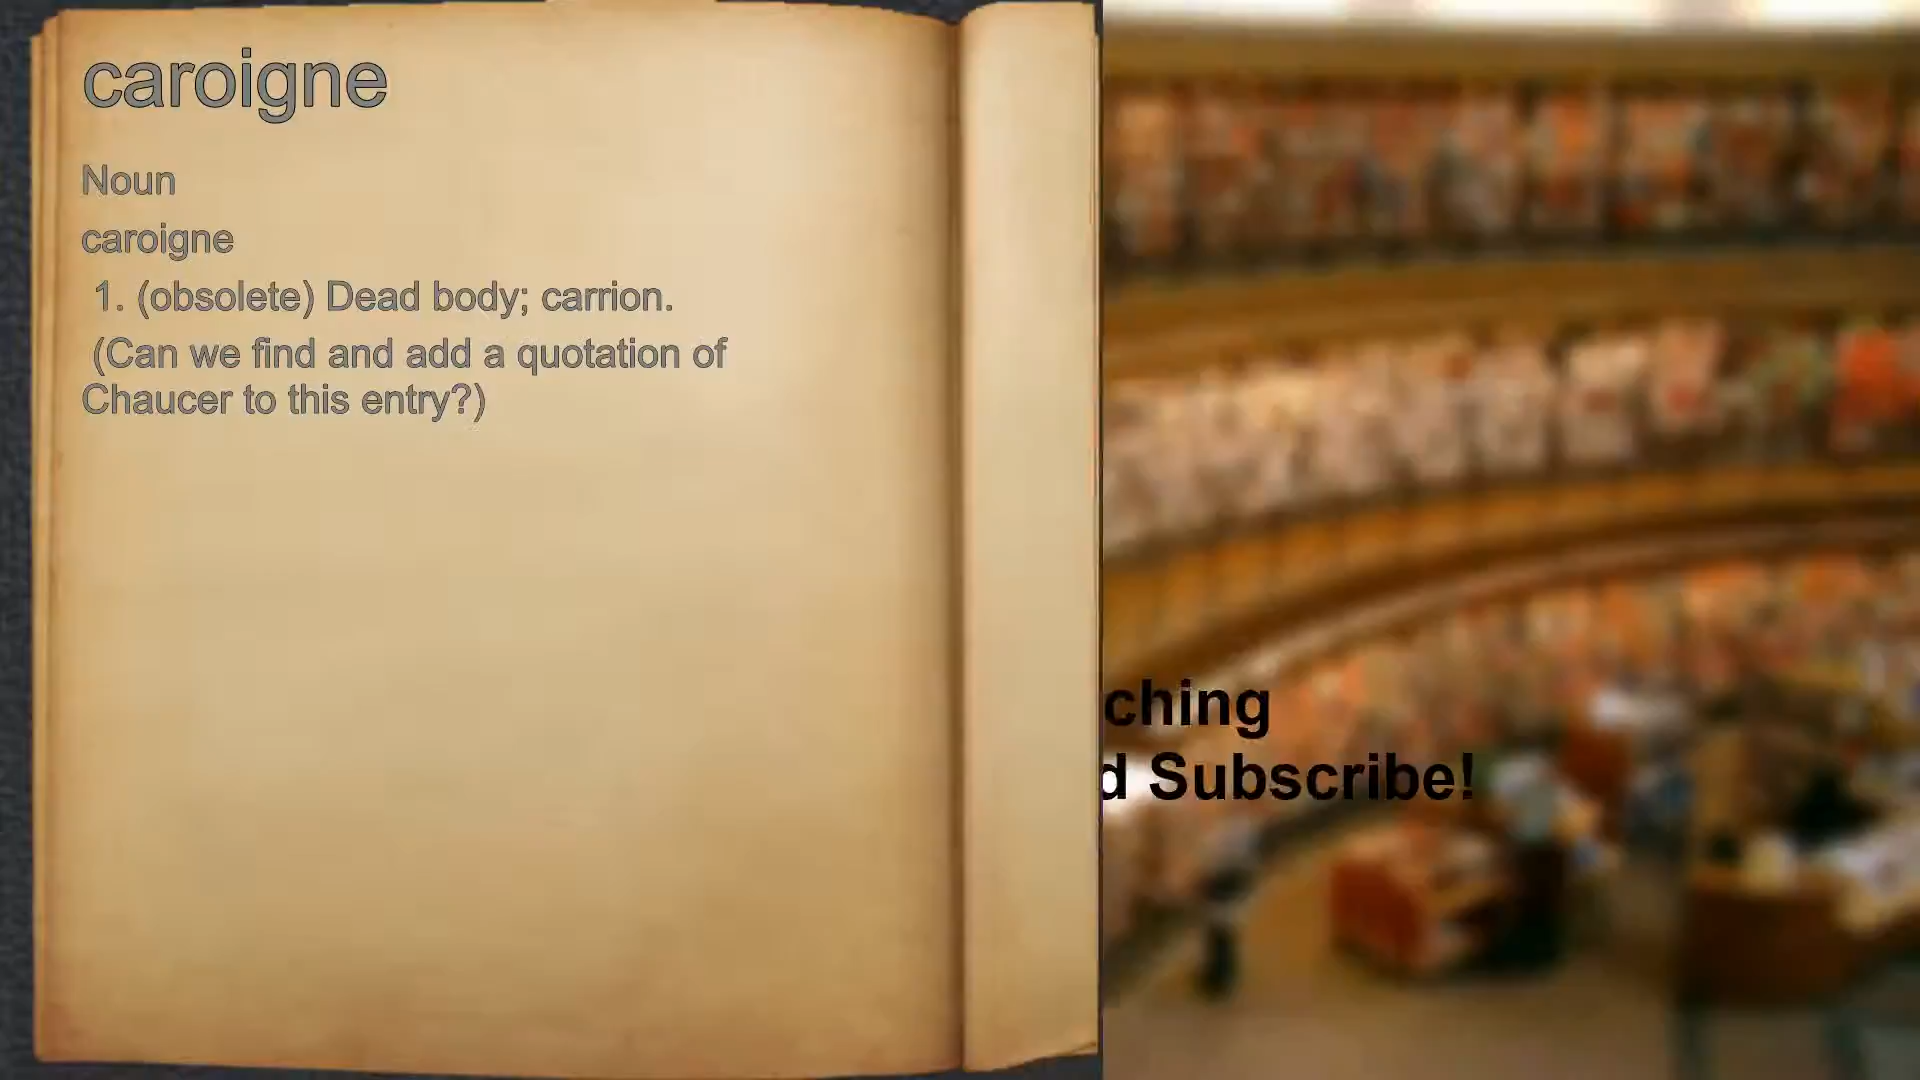 caroigne
Noun
caroigne
1. (obsolete) Dead body; carrion.
(Can we find and add a quotation of
Chaucer to this entry?)
ching
d Subscribe!